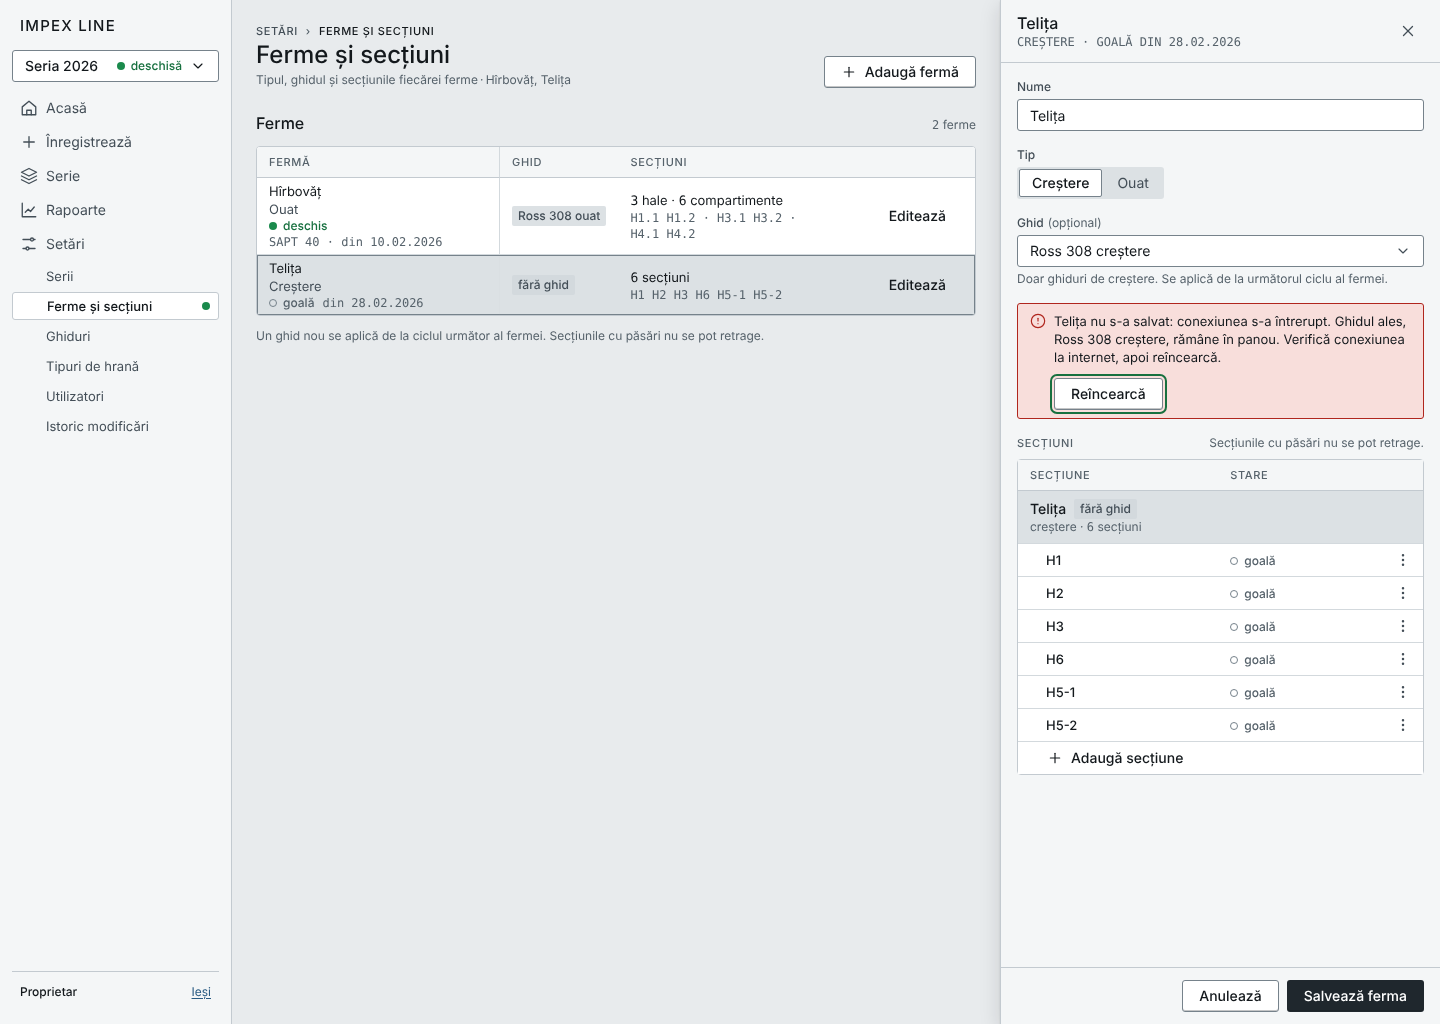 IMPEX LINE
Seria 2026 deschisă
Acasă
Înregistrează
Serie
Rapoarte
Setări
Serii
Ferme și secțiuni
Ghiduri
Tipuri de hrană
Utilizatori
Istoric modificări
Proprietar Ieși
SETĂRI › FERME ȘI SECȚIUNI
Ferme și secțiuni
Tipul, ghidul și secțiunile fiecărei ferme · Hîrbovăț, Telița
Adaugă fermă
Ferme
2 ferme
FERMĂ GHID SECȚIUNI
Hîrbovăț
Ouat
deschis
SAPT 40 · din 10.02.2026
Ross 308 ouat
3 hale · 6 compartimente
H1.1 H1.2 · H3.1 H3.2 ·
H4.1 H4.2
Editează
Telița
Creștere
goală din 28.02.2026
fără ghid
6 secțiuni
H1 H2 H3 H6 H5-1 H5-2
Editează
Un ghid nou se aplică de la ciclul următor al fermei. Secțiunile cu păsări nu se pot retrage.
Telița
CREȘTERE · GOALĂ DIN 28.02.2026
Nume
Telița
Tip
Creștere Ouat
Ghid (opțional)
Ross 308 creștere
Doar ghiduri de creștere. Se aplică de la următorul ciclu al fermei.
Telița nu s-a salvat: conexiunea s-a întrerupt. Ghidul ales,
Ross 308 creștere, rămâne în panou. Verifică conexiunea
la internet, apoi reîncearcă.
Reîncearcă
SECȚIUNI Secțiunile cu păsări nu se pot retrage.
SECȚIUNE STARE
Telița fără ghid
creștere · 6 secțiuni
H1 goală
H2 goală
H3 goală
H6 goală
H5-1 goală
H5-2 goală
Adaugă secțiune
Anulează Salvează ferma